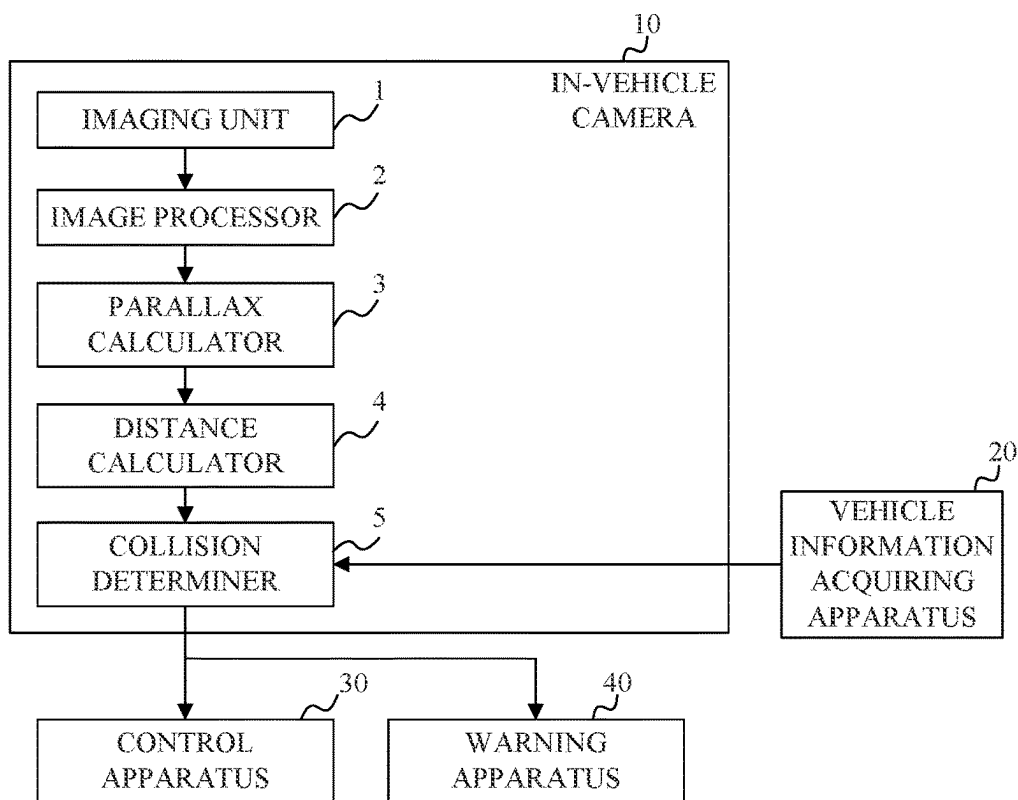 10
IN-VEHICLE
CAMERA
1
IMAGING UNIT
2
IMAGE PROCESSOR
3
PARALLAX
CALCULATOR
4
DISTANCE
CALCULATOR
5
COLLISION
DETERMINER
20
VEHICLE
INFORMATION
ACQUIRING
APPARATUS
30
CONTROL
APPARATUS
40
WARNING
APPARATUS